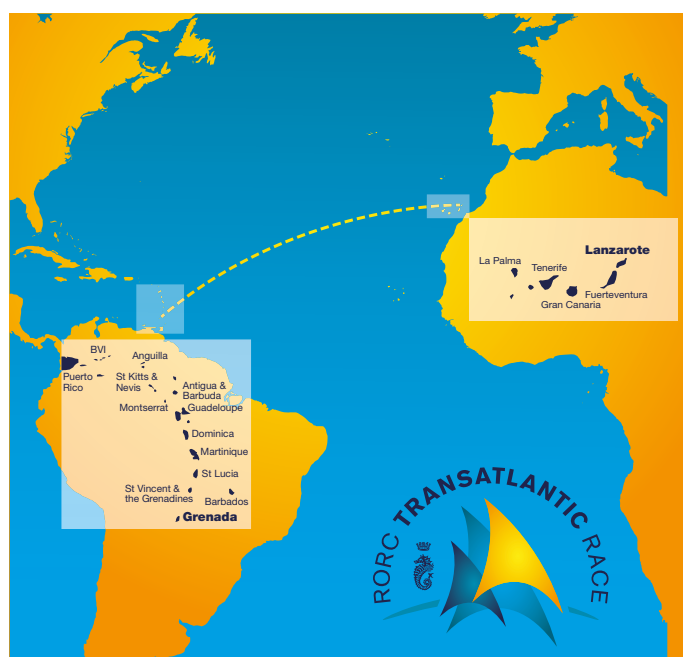 Lanzarote
La Palma
Tenerife
Fuerteventura
Gran Canaria
BVI
Anguilla
Puerto
Rico
St Kitts &
Nevis
Antigua &
Barbuda
Montserrat
Guadeloupe
Dominica
Martinique
St Lucia
St Vincent &
the Grenadines
Barbados
Grenada
RORC TRANSATLANTIC RACE